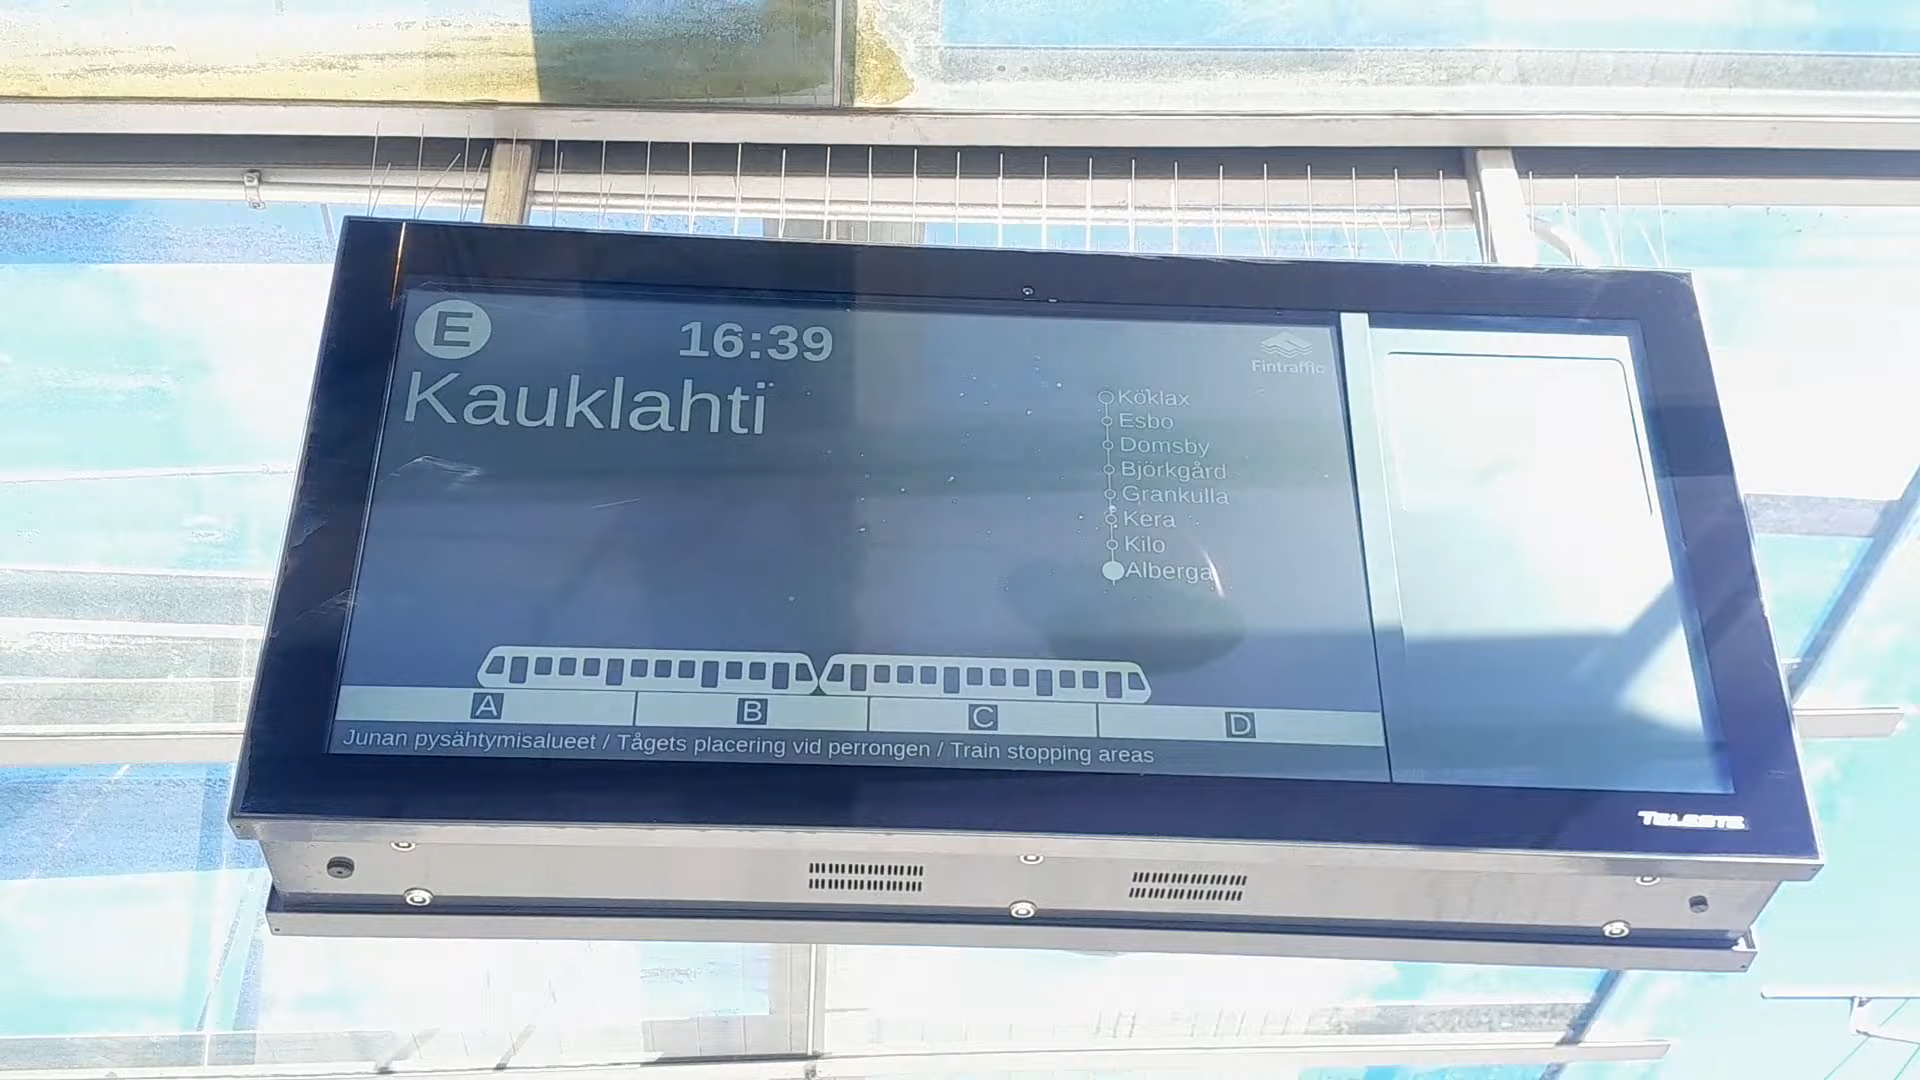 E
16:39
Fintraffic
Kauklahti
Köklax
Esbo
Domsby
Björkgård
Grankulla
Kera
Kilo
Alberga
A B C D
Junan pysähtymisalueet / Tågets placering vid perrongen / Train stopping areas
TELESTE